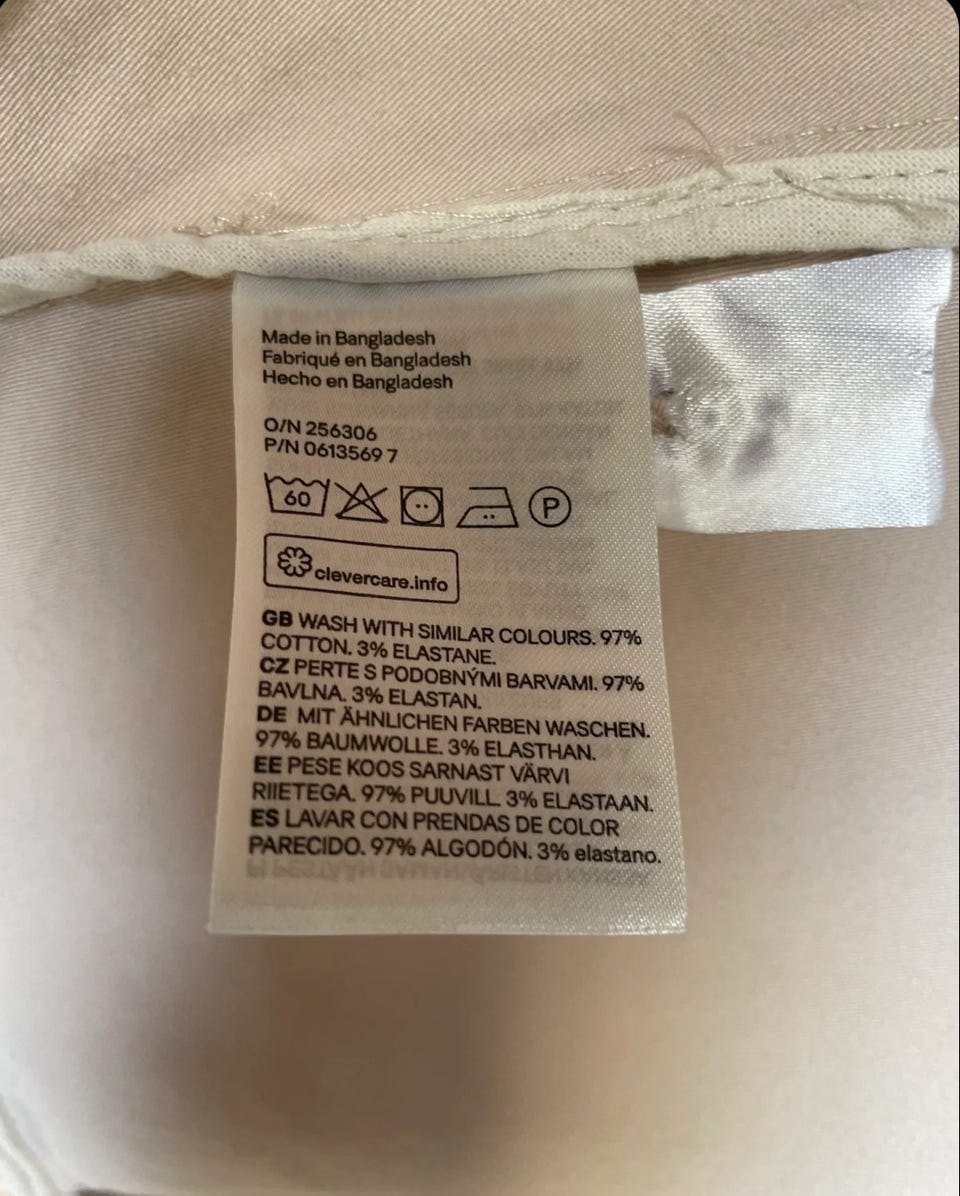 Made in Bangladesh
Fabriqué en Bangladesh
Hecho en Bangladesh
O/N 256306
P/N 0613569 7
60 P
clevercare.info
GB WASH WITH SIMILAR COLOURS. 97%
COTTON. 3% ELASTANE.
CZ PERTE S PODOBNÝMI BARVAMI. 97%
BAVLNA. 3% ELASTAN.
DE MIT ÄHNLICHEN FARBEN WASCHEN.
97% BAUMWOLLE. 3% ELASTHAN.
EE PESE KOOS SARNAST VÄRVI
RIIETEGA. 97% PUUVILL. 3% ELASTAAN.
ES LAVAR CON PRENDAS DE COLOR
PARECIDO. 97% ALGODÓN. 3% elastano.